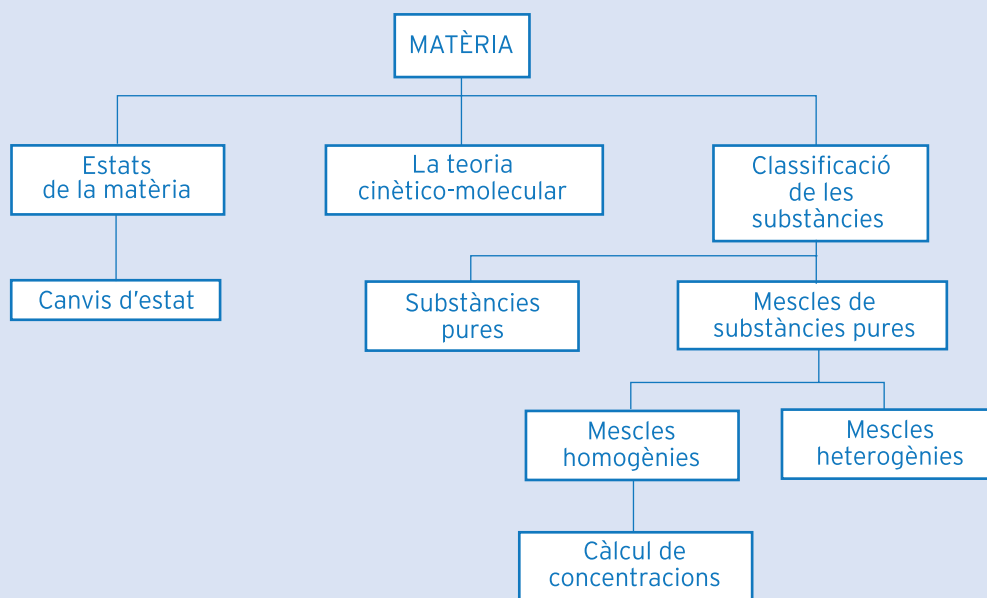 MATÈRIA
Estats
de la matèria
La teoria
cinètico-molecular
Classificació
de les
substàncies
Canvis d'estat
Substàncies
pures
Mescles de
substàncies pures
Mescles
homogènies
Mescles
heterogènies
Càlcul de
concentracions